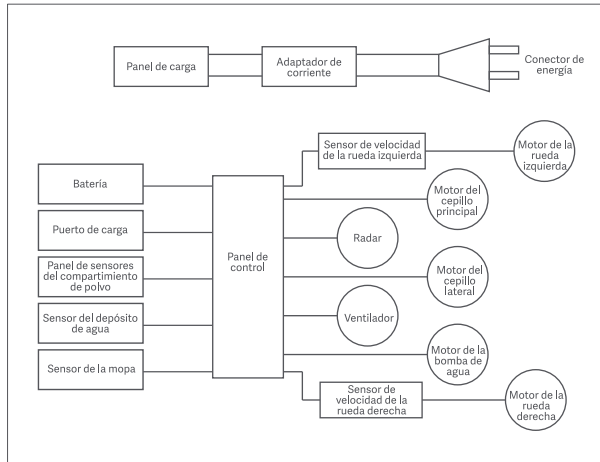 Panel de carga
Adaptador de
corriente
Conector de
energía
Sensor de velocidad
de la rueda izquierda
Motor de la
rueda
izquierda
Batería
Motor del
cepillo
principal
Puerto de carga
Radar
Panel de
control
Panel de sensores
del compartimiento
de polvo
Motor del
cepillo
lateral
Sensor del depósito
de agua
Ventilador
Sensor de la mopa
Motor de la
bomba de
agua
Sensor de
velocidad de la
rueda derecha
Motor de la
rueda
derecha